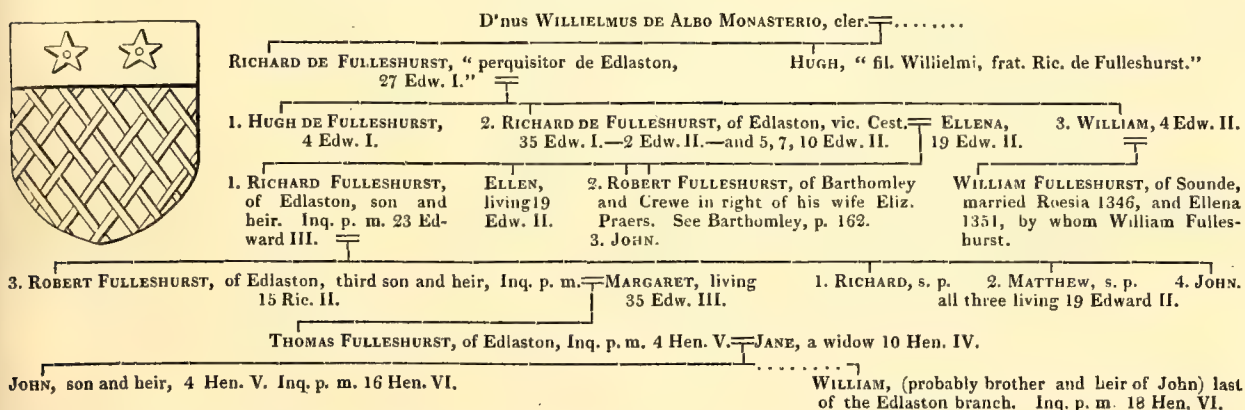 D'nus WILLIELMUS DE ALBO MONASTERIO, cler. ........
RICHARD DE FULLESHURST, “ perquisitor de Edlaston,
27 Edw. I.”
HUGH, “ fil. Willielmi, frat. Ric. de Fulleshurst.”
1. HUGH DE FULLESHURST,
4 Edw. I.
2. RICHARD DE FULLESHURST, of Edlaston, vic. Cest.
35 Edw. I.—2 Edw. II.—and 5, 7, 10 Edw. II.
ELLENA,
19 Edw. II.
3. WILLIAM, 4 Edw. II.
1. RICHARD FULLESHURST,
of Edlaston, son and
heir. Inq. p. m. 23 Ed-
ward III.
ELLEN,
living 19
Edw. II.
2. ROBERT FULLESHURST, of Barthomley
and Crewe in right of his wife Eliz.
Praers. See Barthomley, p. 162.
3. JOHN.
WILLIAM FULLESHURST, of Sounde,
married Roesia 1346, and Ellena
1351, by whom William Fulles-
hurst.
3. ROBERT FULLESHURST, of Edlaston, third son and heir, Inq. p. m.
15 Ric. II.
MARGARET, living
35 Edw. III.
1. RICHARD, s. p. 2. MATTHEW, s. p. 4. JOHN.
all three living 19 Edward II.
THOMAS FULLESHURST, of Edlaston, Inq. p. m. 4 Hen. V.
JANE, a widow 10 Hen. IV.
JOHN, son and heir, 4 Hen. V. Inq. p. m. 16 Hen. VI.
WILLIAM, (probably brother and heir of John) last
of the Edlaston branch. Inq. p. m. 18 Hen. VI.